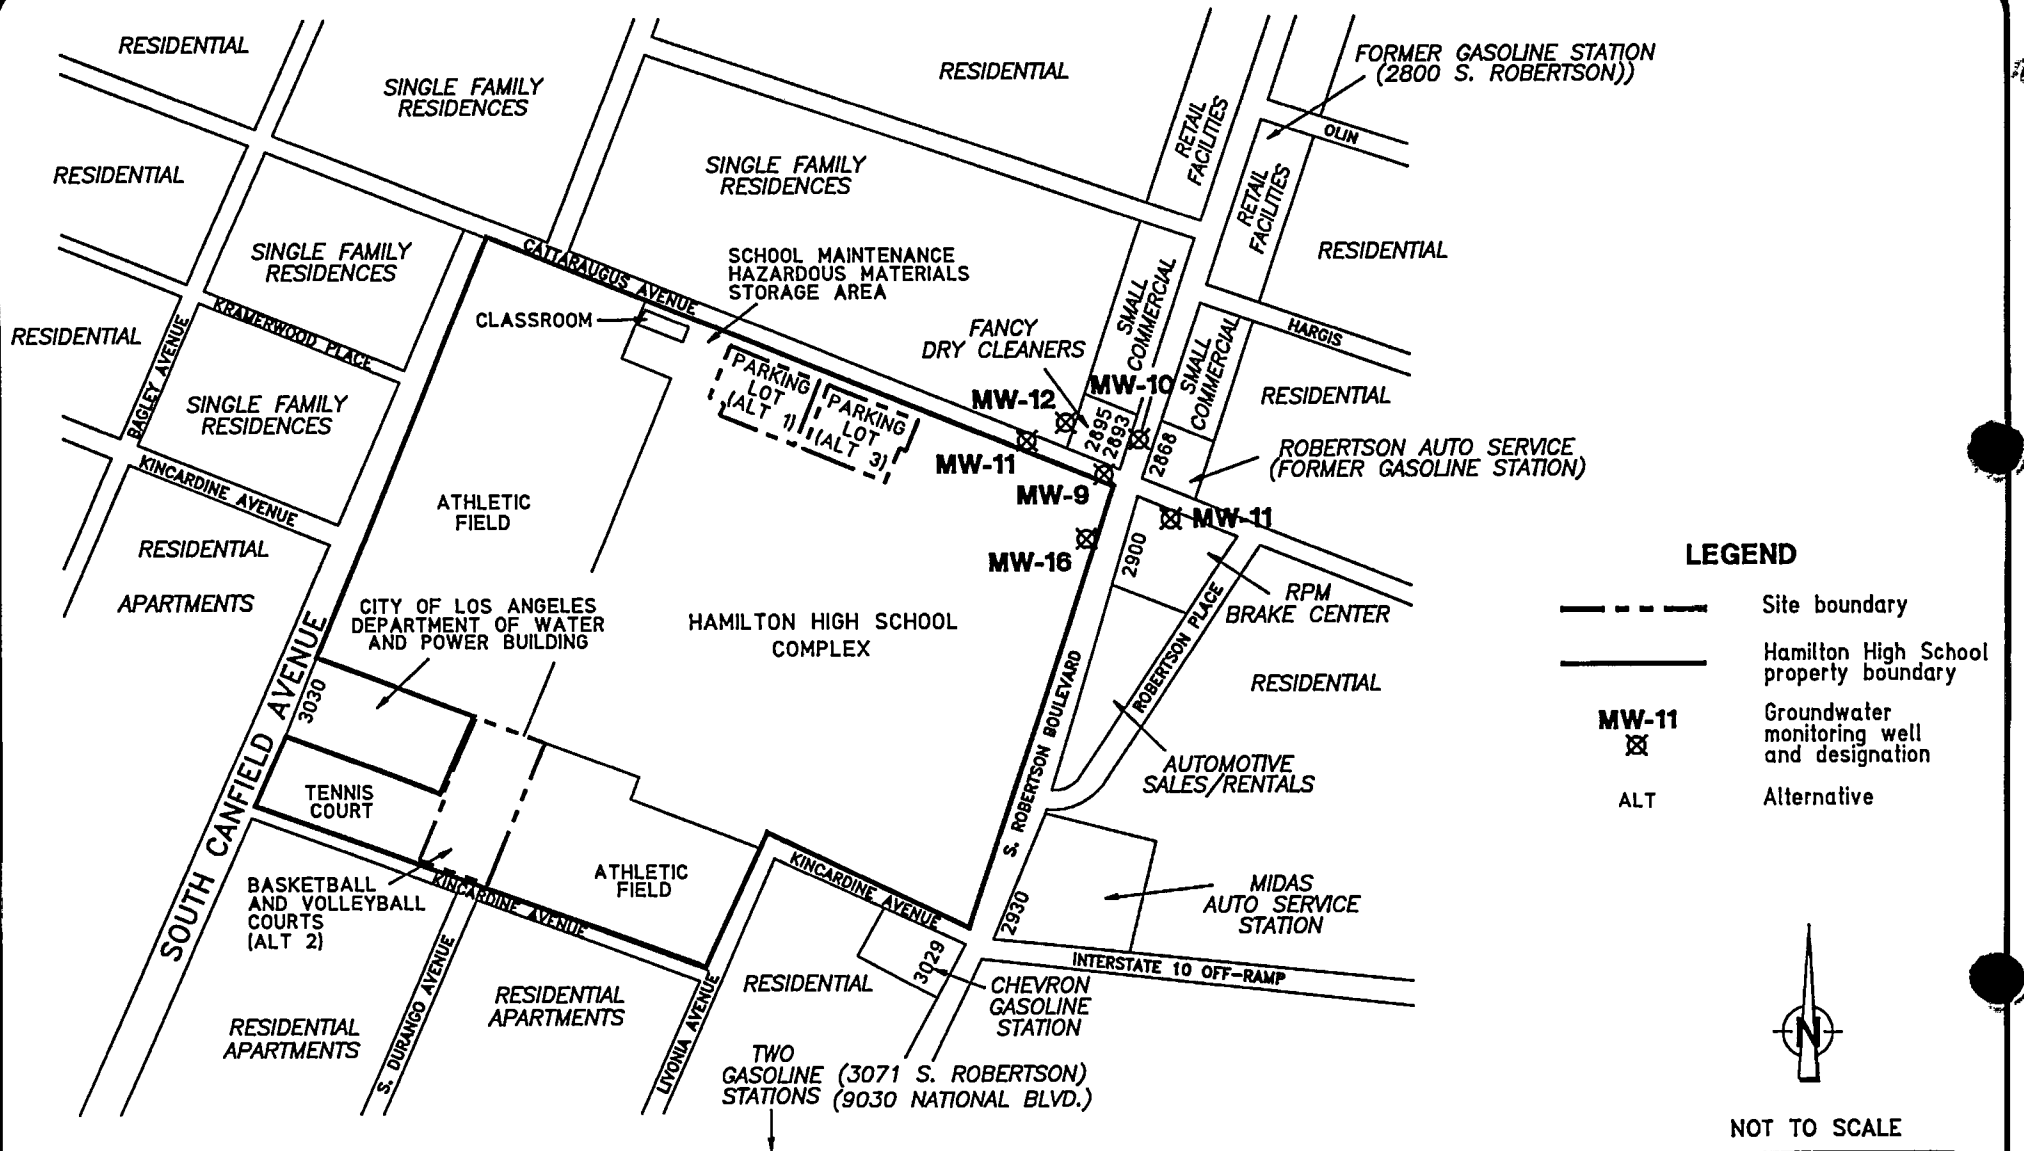 RESIDENTIAL
SINGLE FAMILY
RESIDENCES
RESIDENTIAL
FORMER GASOLINE STATION
(2800 S. ROBERTSON))
RETAIL
FACILITIES
OLIN
RESIDENTIAL
SINGLE FAMILY
RESIDENCES
RETAIL
FACILITIES
RESIDENTIAL
SINGLE FAMILY
RESIDENCES
CATTARAUGUS AVENUE
SCHOOL MAINTENANCE
HAZARDOUS MATERIALS
STORAGE AREA
SMALL
COMMERCIAL
CLASSROOM
RESIDENTIAL
BAGLEY AVENUE
KRAMERWOOD PLACE
FANCY
DRY CLEANERS
HARGIS
SMALL
COMMERCIAL
PARKING
LOT
(ALT 1)
PARKING
LOT
(ALT 3)
MW-12
MW-10
RESIDENTIAL
SINGLE FAMILY
RESIDENCES
2895
2893
2868
MW-11
MW-9
ROBERTSON AUTO SERVICE
(FORMER GASOLINE STATION)
KINCARDINE AVENUE
ATHLETIC
FIELD
MW-11
MW-16
2900
RESIDENTIAL
APARTMENTS
RPM
BRAKE CENTER
CITY OF LOS ANGELES
DEPARTMENT OF WATER
AND POWER BUILDING
HAMILTON HIGH SCHOOL
COMPLEX
ROBERTSON PLACE
RESIDENTIAL
SOUTH CANFIELD AVENUE
3030
S. ROBERTSON BOULEVARD
AUTOMOTIVE
SALES/RENTALS
TENNIS
COURT
BASKETBALL
AND VOLLEYBALL
COURTS
(ALT 2)
KINCARDINE AVENUE
ATHLETIC
FIELD
KINCARDINE AVENUE
2930
MIDAS
AUTO SERVICE
STATION
3029
INTERSTATE 10 OFF-RAMP
CHEVRON
GASOLINE
STATION
RESIDENTIAL
RESIDENTIAL
APARTMENTS
RESIDENTIAL
APARTMENTS
S. DURANGO AVENUE
LIVONIA AVENUE
TWO
GASOLINE (3071 S. ROBERTSON)
STATIONS (9030 NATIONAL BLVD.)
LEGEND
Site boundary
Hamilton High School
property boundary
MW-11
Groundwater
monitoring well
and designation
ALT
Alternative
N
NOT TO SCALE